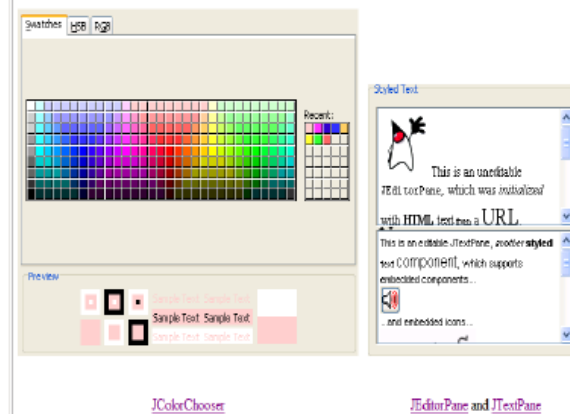 Swatches HSB RGB
Recent:
Preview
Sample Text Sample Text
Sample Text Sample Text
Sample Text Sample Text
JColorChooser
Styled Text
This is an uneditable
JEditorPane, which was initialized
with HTML text from a URL.
This is an editable JTextPane, another styled
text component, which supports
embedded components...
...and embedded icons...
JEditorPane and JTextPane